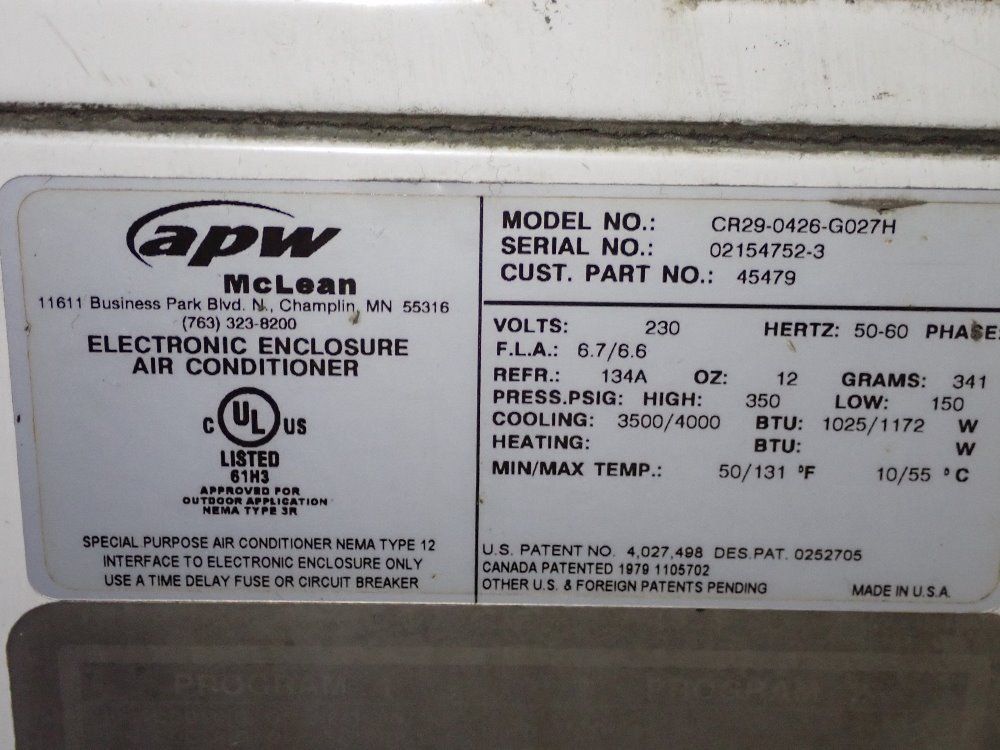 apw
McLean
11611 Business Park Blvd. N., Champlin, MN 55316
(763) 323-8200
ELECTRONIC ENCLOSURE
AIR CONDITIONER
C UL US
LISTED
61H3
APPROVED FOR
OUTDOOR APPLICATION
NEMA TYPE 3R
SPECIAL PURPOSE AIR CONDITIONER NEMA TYPE 12
INTERFACE TO ELECTRONIC ENCLOSURE ONLY
USE A TIME DELAY FUSE OR CIRCUIT BREAKER
MODEL NO.: CR29-0426-G027H
SERIAL NO.: 02154752-3
CUST. PART NO.: 45479
VOLTS: 230 HERTZ: 50-60 PHASE:
F.L.A.: 6.7/6.6
REFR.: 134A OZ: 12 GRAMS: 341
PRESS.PSIG: HIGH: 350 LOW: 150
COOLING: 3500/4000 BTU: 1025/1172 W
HEATING: BTU: W
MIN/MAX TEMP.: 50/131 °F 10/55 °C
U.S. PATENT NO. 4,027,498 DES.PAT. 0252705
CANADA PATENTED 1979 1105702
OTHER U.S. & FOREIGN PATENTS PENDING MADE IN U.S.A.
PROGRAM 1 PROGRAM